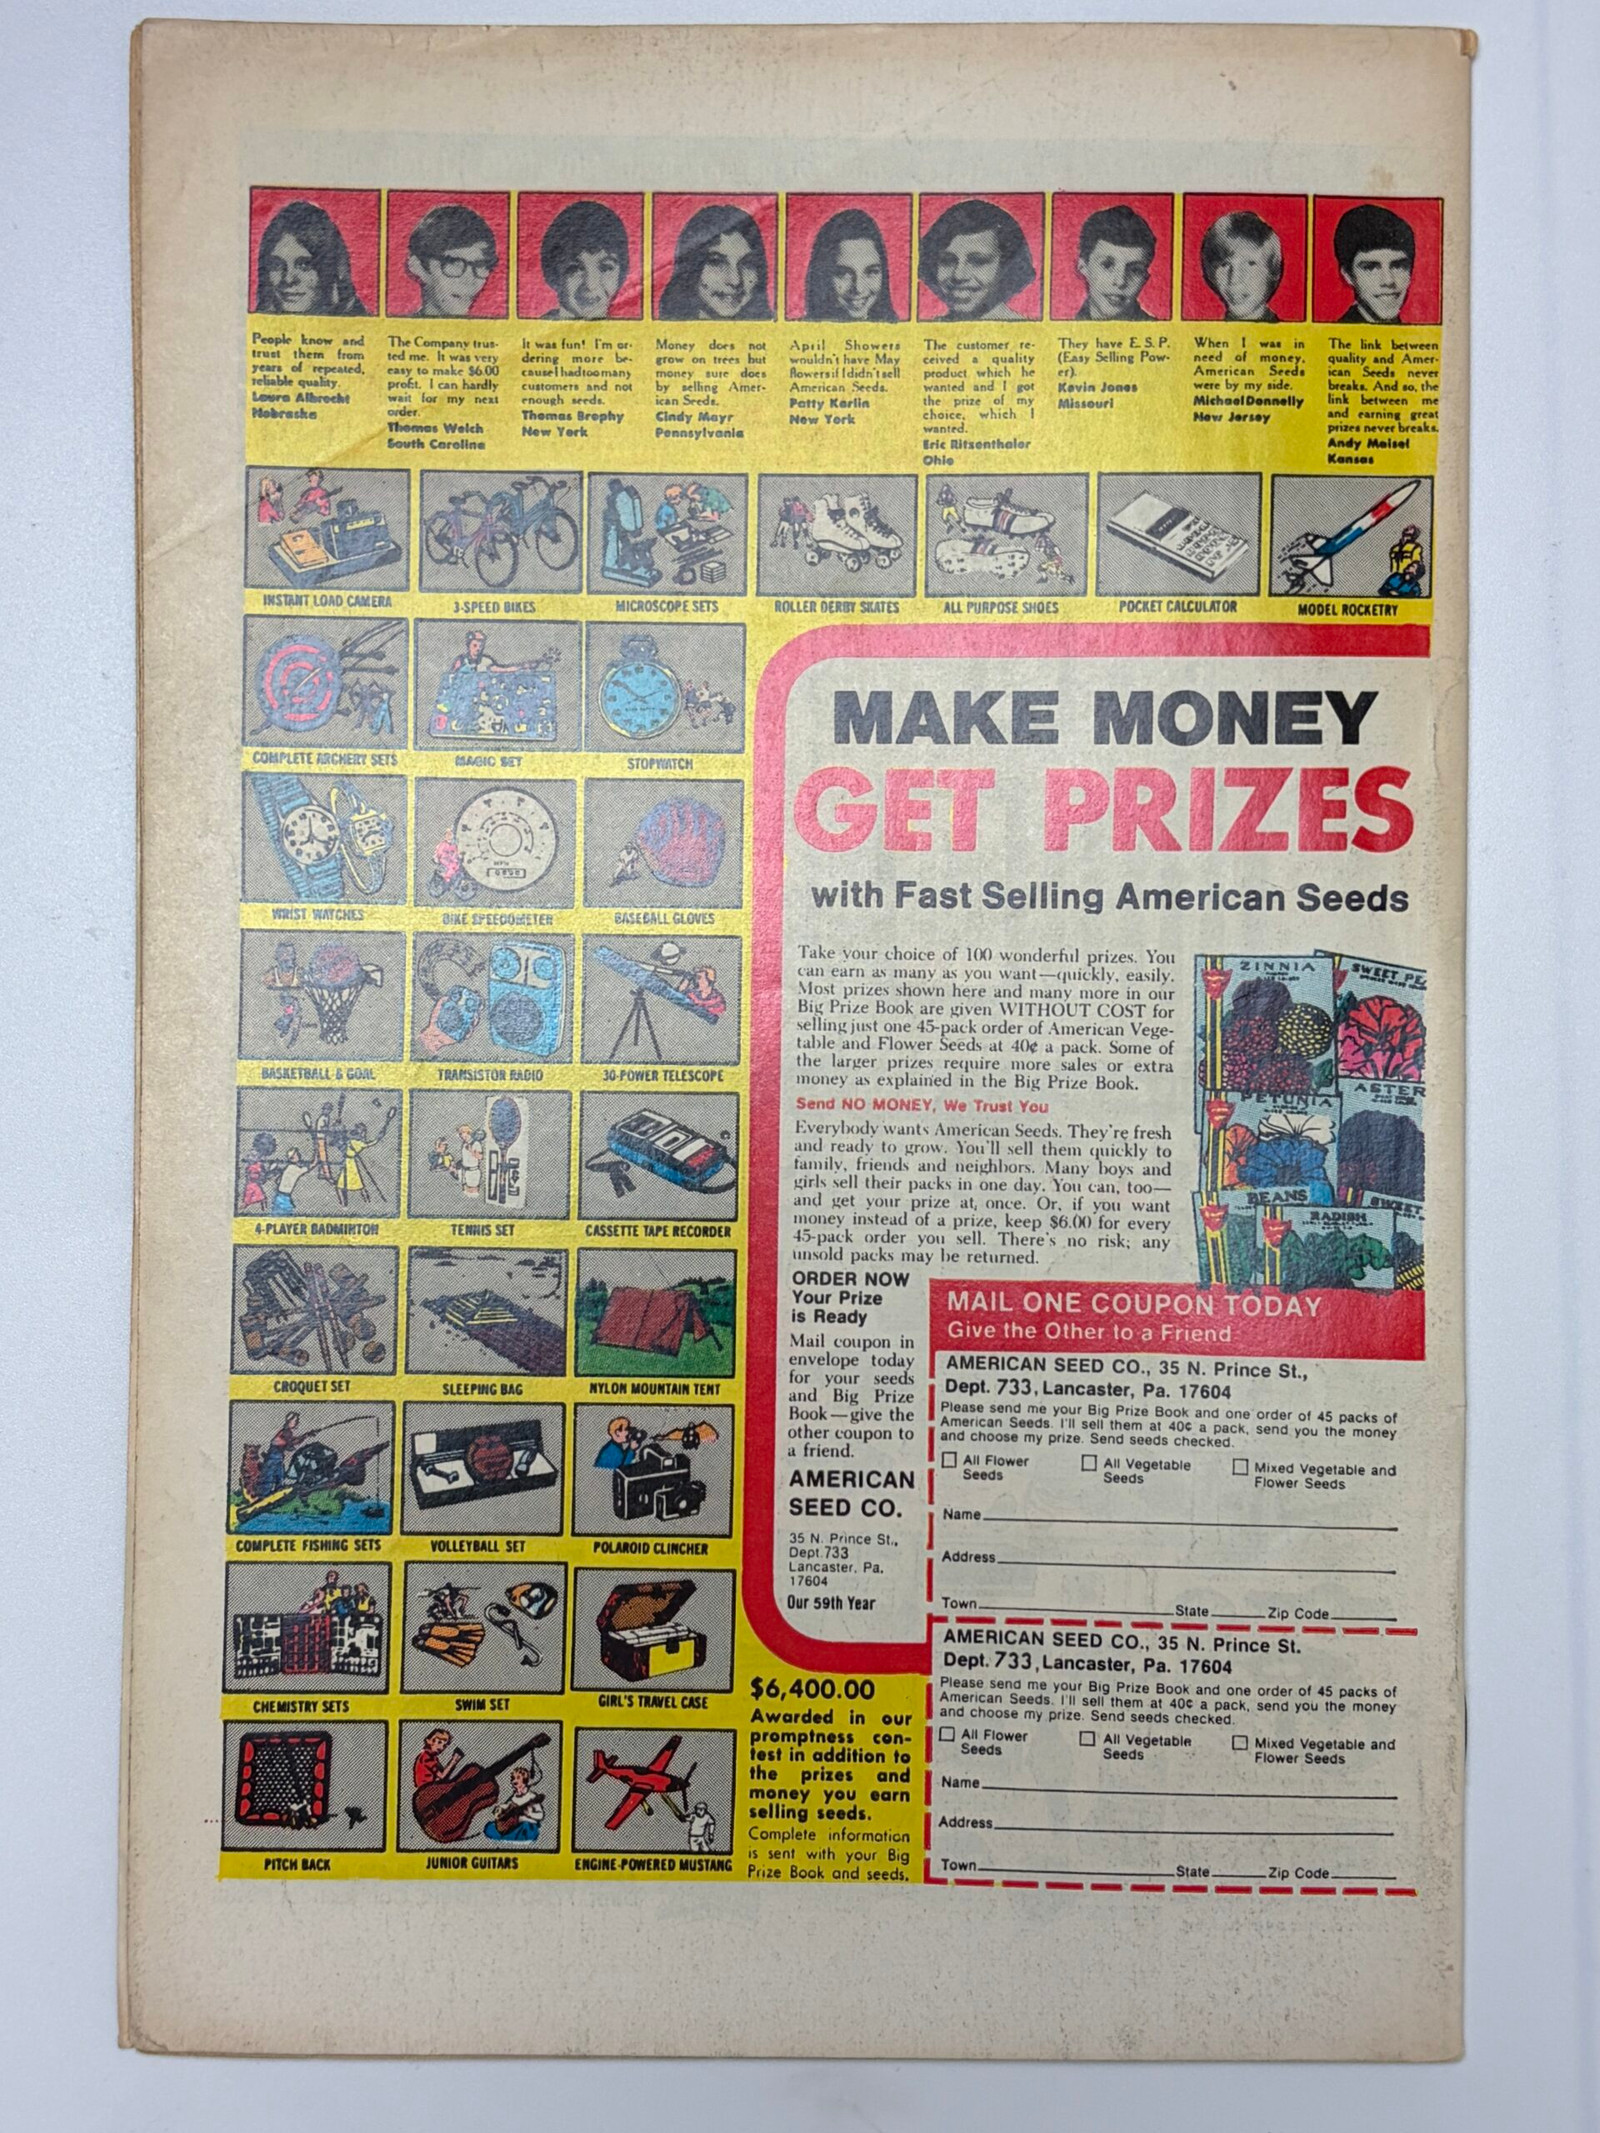 People know and
trust them from
years of repeated,
reliable quality.
Laura Albrecht
Nebraska
The Company trus-
ted me. It was very
easy to make $6.00
profit. I can hardly
wait for my next
order.
Thomas Welch
South Carolina
It was fun! I'm or-
dering more be-
cause I had too many
customers and not
enough seeds.
Thomas Brophy
New York
Money does not
grow on trees but
money sure does
by selling Amer-
ican Seeds.
Cindy Mayr
Pennsylvania
April Showers
wouldn't have May
flowers if I didn't sell
American Seeds.
Patty Karlin
New York
The customer re-
ceived a quality
product which he
wanted and I got
the prize of my
choice, which I
wanted.
Eric Ritzenthaler
Ohio
They have E. S. P.
(Easy Selling Pow-
er).
Kevin Jones
Missouri
When I was in
need of money,
American Seeds
were by my side.
Michael Donnelly
New Jersey
The link between
quality and Amer-
ican Seeds never
breaks. And so, the
link between me
and earning great
prizes never breaks.
Andy Meisel
Kansas
INSTANT LOAD CAMERA
3-SPEED BIKES
MICROSCOPE SETS
ROLLER DERBY SKATES
ALL PURPOSE SHOES
POCKET CALCULATOR
MODEL ROCKETRY
COMPLETE ARCHERY SETS
MAGIC SET
STOPWATCH
WRIST WATCHES
BIKE SPEEDOMETER
BASEBALL GLOVES
BASKETBALL & GOAL
TRANSISTOR RADIO
30-POWER TELESCOPE
4-PLAYER BADMINTON
TENNIS SET
CASSETTE TAPE RECORDER
CROQUET SET
SLEEPING BAG
NYLON MOUNTAIN TENT
COMPLETE FISHING SETS
VOLLEYBALL SET
POLAROID CLINCHER
CHEMISTRY SETS
SWIM SET
GIRL'S TRAVEL CASE
PITCH BACK
JUNIOR GUITARS
ENGINE-POWERED MUSTANG
MAKE MONEY
GET PRIZES
with Fast Selling American Seeds
Take your choice of 100 wonderful prizes. You
can earn as many as you want—quickly, easily.
Most prizes shown here and many more in our
Big Prize Book are given WITHOUT COST for
selling just one 45-pack order of American Vege-
table and Flower Seeds at 40¢ a pack. Some of
the larger prizes require more sales or extra
money as explained in the Big Prize Book.
Send NO MONEY, We Trust You
Everybody wants American Seeds. They're fresh
and ready to grow. You'll sell them quickly to
family, friends and neighbors. Many boys and
girls sell their packs in one day. You can, too—
and get your prize at once. Or, if you want
money instead of a prize, keep $6.00 for every
45-pack order you sell. There's no risk; any
unsold packs may be returned.
ZINNIA
SWEET PE
ASTER
PETUNIA
BEANS
RADISH
SWEET
ORDER NOW
Your Prize
is Ready
Mail coupon in
envelope today
for your seeds
and Big Prize
Book—give the
other coupon to
a friend.
AMERICAN
SEED CO.
35 N. Prince St.,
Dept. 733
Lancaster, Pa.
17604
Our 59th Year
$6,400.00
Awarded in our
promptness con-
test in addition to
the prizes and
money you earn
selling seeds.
Complete information
is sent with your Big
Prize Book and seeds.
MAIL ONE COUPON TODAY
Give the Other to a Friend
AMERICAN SEED CO., 35 N. Prince St.,
Dept. 733, Lancaster, Pa. 17604
Please send me your Big Prize Book and one order of 45 packs of
American Seeds. I'll sell them at 40¢ a pack, send you the money
and choose my prize. Send seeds checked.
All Flower
Seeds
All Vegetable
Seeds
Mixed Vegetable and
Flower Seeds
Name
Address
Town State Zip Code
AMERICAN SEED CO., 35 N. Prince St.
Dept. 733, Lancaster, Pa. 17604
Please send me your Big Prize Book and one order of 45 packs of
American Seeds. I'll sell them at 40¢ a pack, send you the money
and choose my prize. Send seeds checked.
All Flower
Seeds
All Vegetable
Seeds
Mixed Vegetable and
Flower Seeds
Name
Address
Town State Zip Code